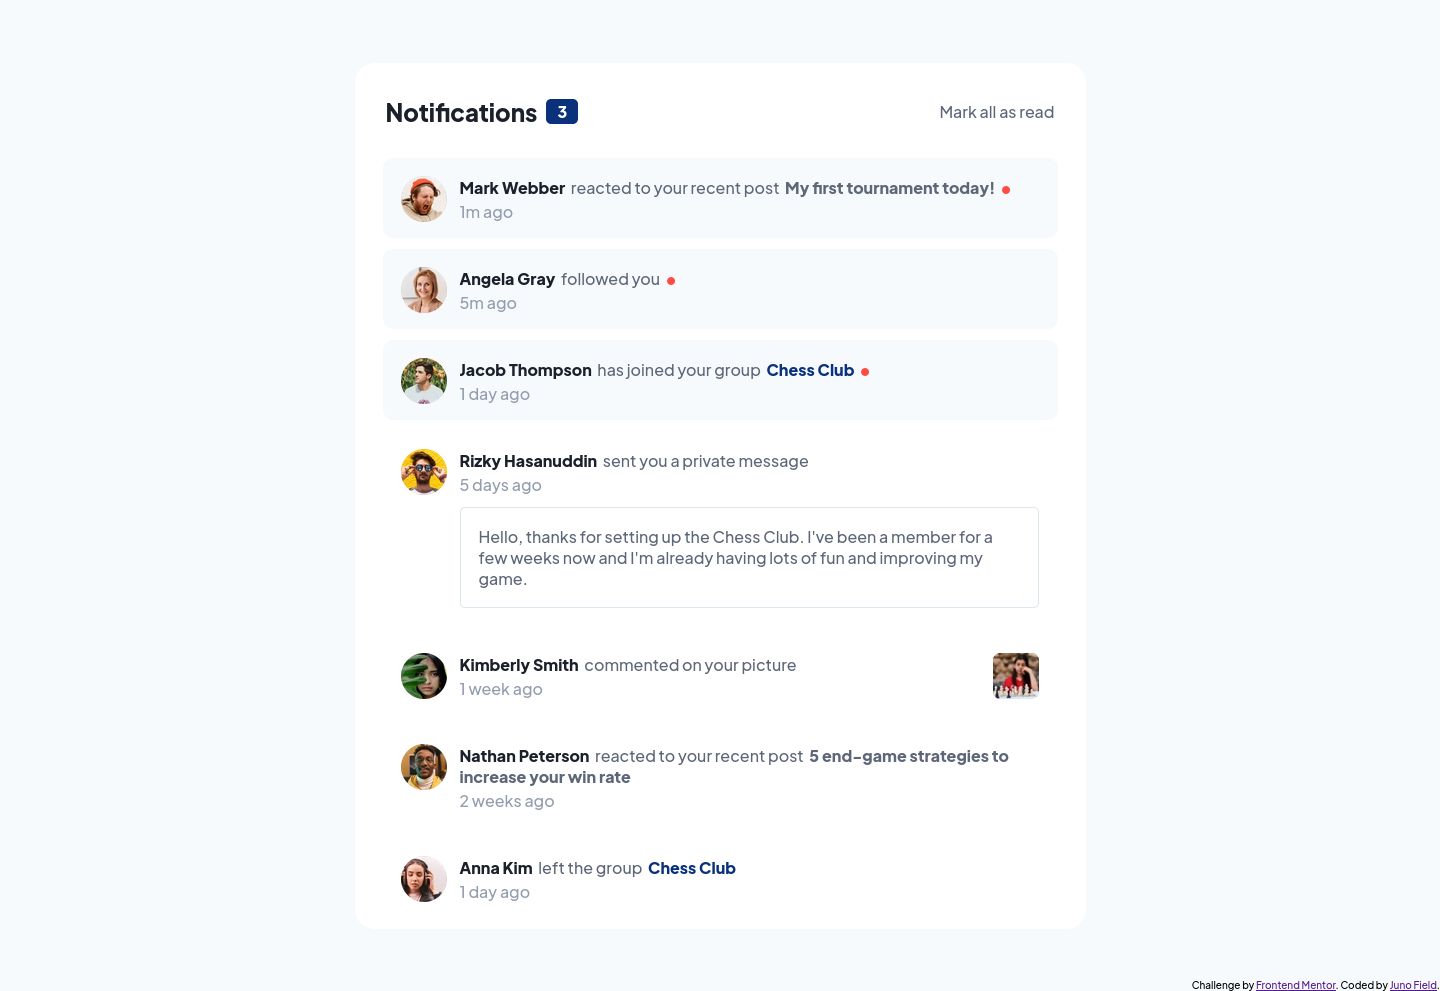 Notifications 3 Mark all as read
Mark Webber reacted to your recent post My first tournament today!
1m ago
Angela Gray followed you
5m ago
Jacob Thompson has joined your group Chess Club
1 day ago
Rizky Hasanuddin sent you a private message
5 days ago
Hello, thanks for setting up the Chess Club. I've been a member for a
few weeks now and I'm already having lots of fun and improving my
game.
Kimberly Smith commented on your picture
1 week ago
Nathan Peterson reacted to your recent post 5 end-game strategies to
increase your win rate
2 weeks ago
Anna Kim left the group Chess Club
1 day ago
Challenge by Frontend Mentor. Coded by Juno Field.